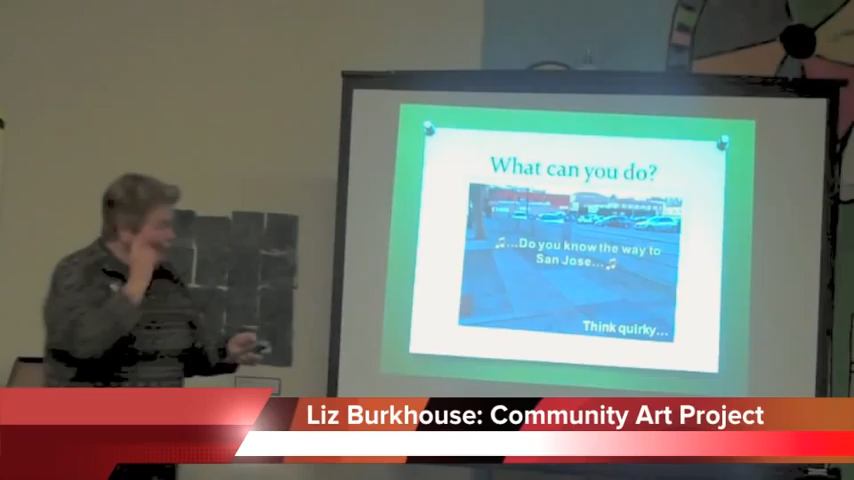 What can you do?
♫...Do you know the way to
San Jose...♫
Think quirky...
Liz Burkhouse: Community Art Project